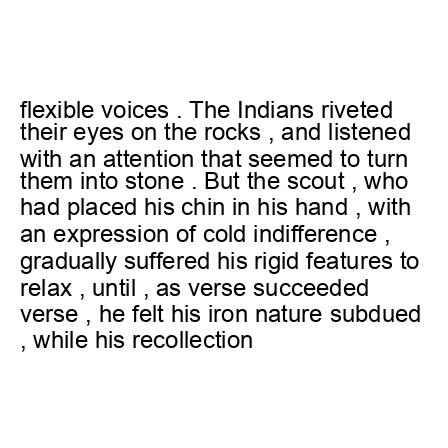 flexible voices . The Indians riveted
their eyes on the rocks , and listened
with an attention that seemed to turn
them into stone . But the scout , who
had placed his chin in his hand , with
an expression of cold indifference ,
gradually suffered his rigid features to
relax , until , as verse succeeded
verse , he felt his iron nature subdued
, while his recollection